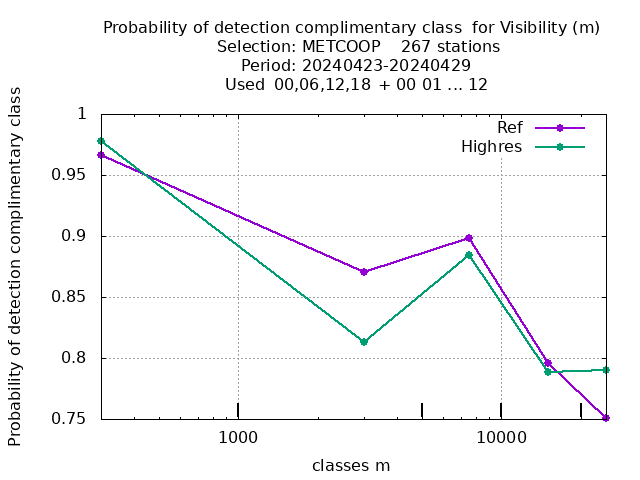 Probability of detection complimentary class  for Visibility (m)
Selection: METCOOP    267 stations
Period: 20240423-20240429
Used  00,06,12,18 + 00 01 ... 12
Probability of detection complimentary class
1
0.95
0.9
0.85
0.8
0.75
Ref
Highres
1000
10000
classes m